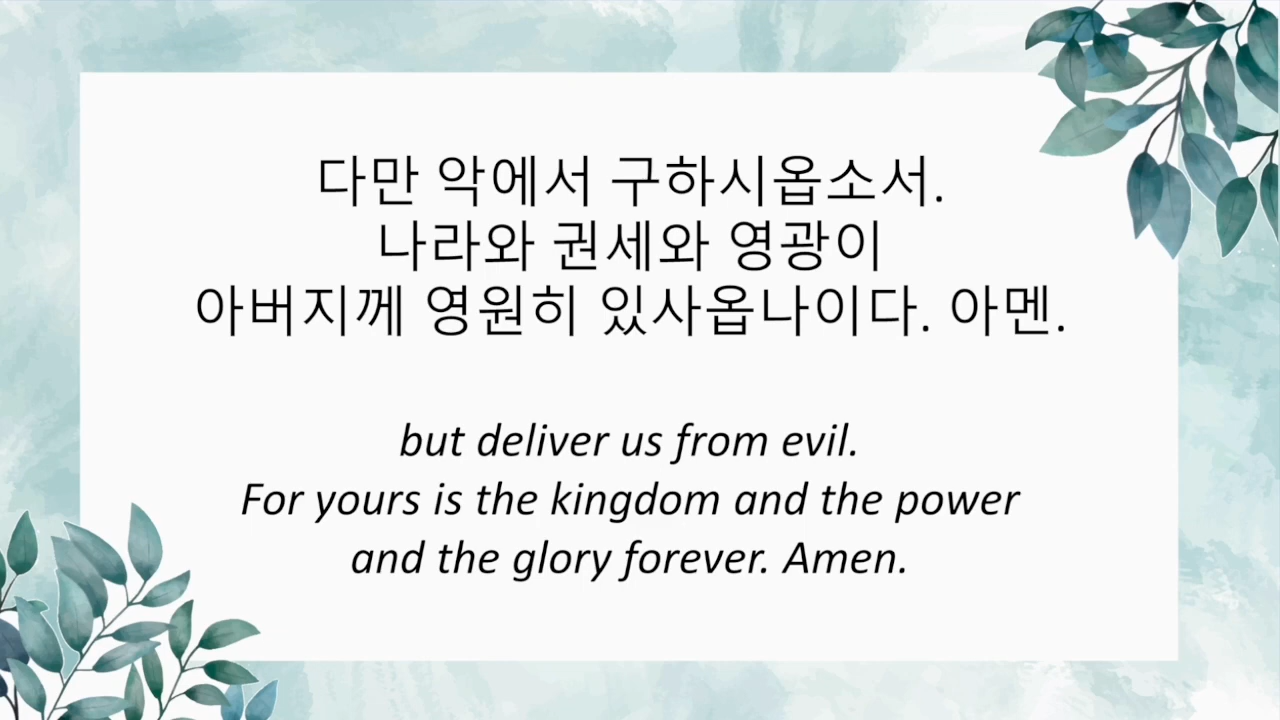 다만 악에서 구하시옵소서.
나라와 권세와 영광이
아버지께 영원히 있사옵나이다. 아멘.
but deliver us from evil.
For yours is the kingdom and the power
and the glory forever. Amen.